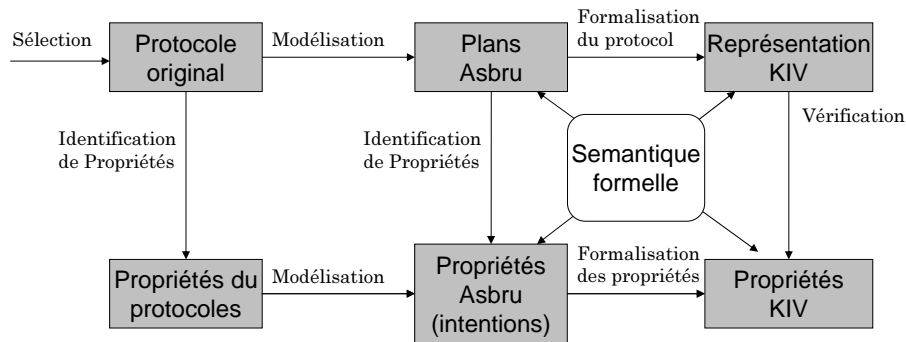 Sélection
Protocole
original
Modélisation
Plans
Asbru
Formalisation
du protocol
Représentation
KIV
Identification
de Propriétés
Identification
de Propriétés
Semantique
formelle
Vérification
Propriétés du
protocoles
Modélisation
Propriétés
Asbru
(intentions)
Formalisation
des propriétés
Propriétés
KIV